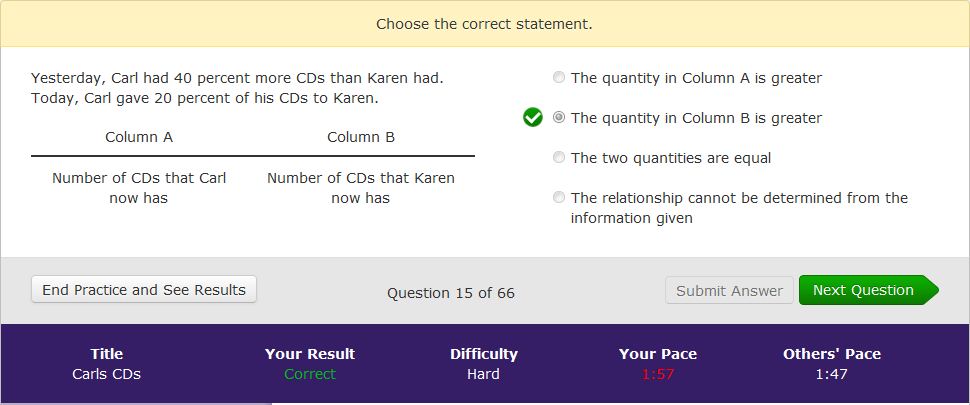 Choose the correct statement.
Yesterday, Carl had 40 percent more CDs than Karen had.
Today, Carl gave 20 percent of his CDs to Karen.
Column A
Column B
Number of CDs that Carl
now has
Number of CDs that Karen
now has
The quantity in Column A is greater
The quantity in Column B is greater
The two quantities are equal
The relationship cannot be determined from the
information given
End Practice and See Results
Question 15 of 66
Submit Answer
Next Question
Title
Your Result
Difficulty
Your Pace
Others' Pace
Carls CDs
Correct
Hard
1:57
1:47